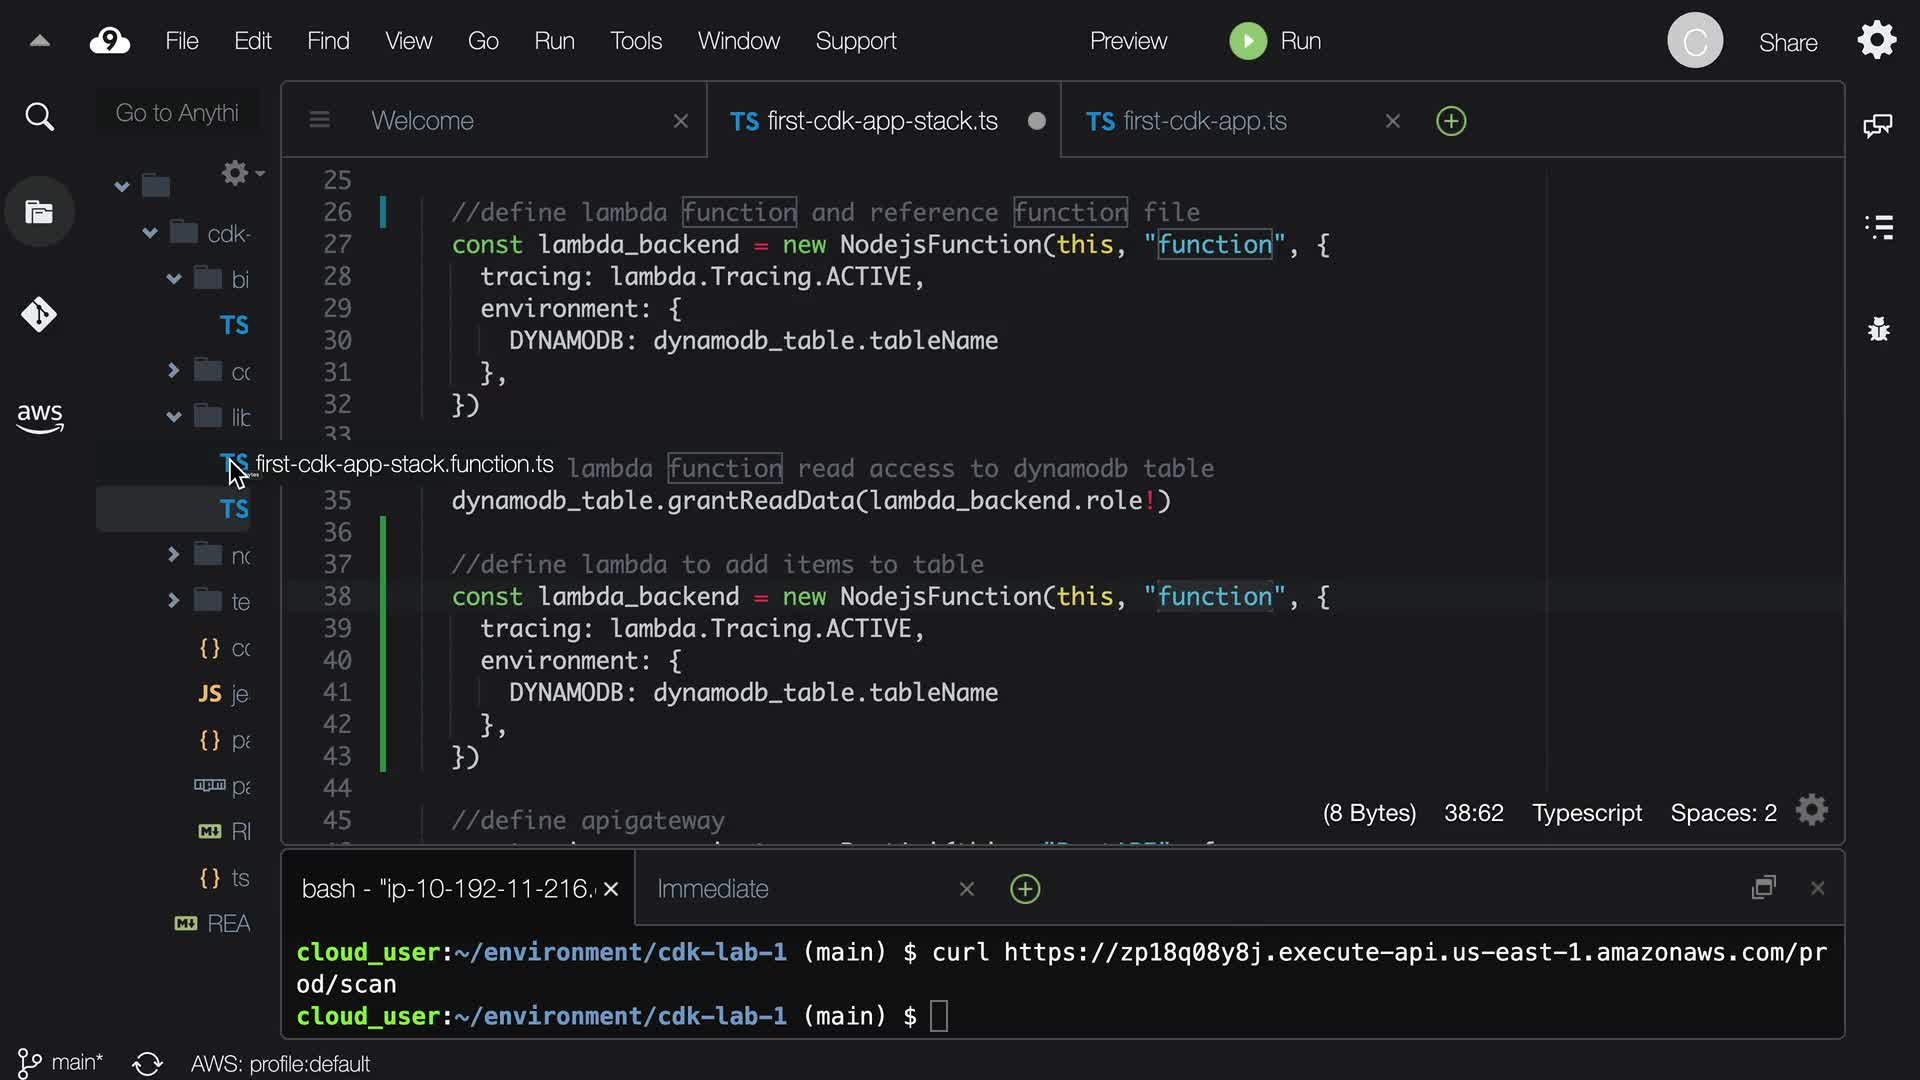 File Edit Find View Go Run Tools Window Support Preview Run C Share
Go to Anythi
Welcome
TS first-cdk-app-stack.ts
TS first-cdk-app.ts
cdk-
bi
TS
cc
lib
TS first-cdk-app-stack.function.ts
TS
nc
te
{} cc
JS je
{} pa
pa
RI
{} ts
REA
aws
25
26 //define lambda function and reference function file
27 const lambda_backend = new NodejsFunction(this, "function", {
28 tracing: lambda.Tracing.ACTIVE,
29 environment: {
30 DYNAMODB: dynamodb_table.tableName
31 },
32 })
33
lambda function read access to dynamodb table
35 dynamodb_table.grantReadData(lambda_backend.role!)
36
37 //define lambda to add items to table
38 const lambda_backend = new NodejsFunction(this, "function", {
39 tracing: lambda.Tracing.ACTIVE,
40 environment: {
41 DYNAMODB: dynamodb_table.tableName
42 },
43 })
44
45 //define apigateway
(8 Bytes) 38:62 Typescript Spaces: 2
bash - "ip-10-192-11-216.
Immediate
cloud_user:~/environment/cdk-lab-1 (main) $ curl https://zp18q08y8j.execute-api.us-east-1.amazonaws.com/pr
od/scan
cloud_user:~/environment/cdk-lab-1 (main) $
main* AWS: profile:default